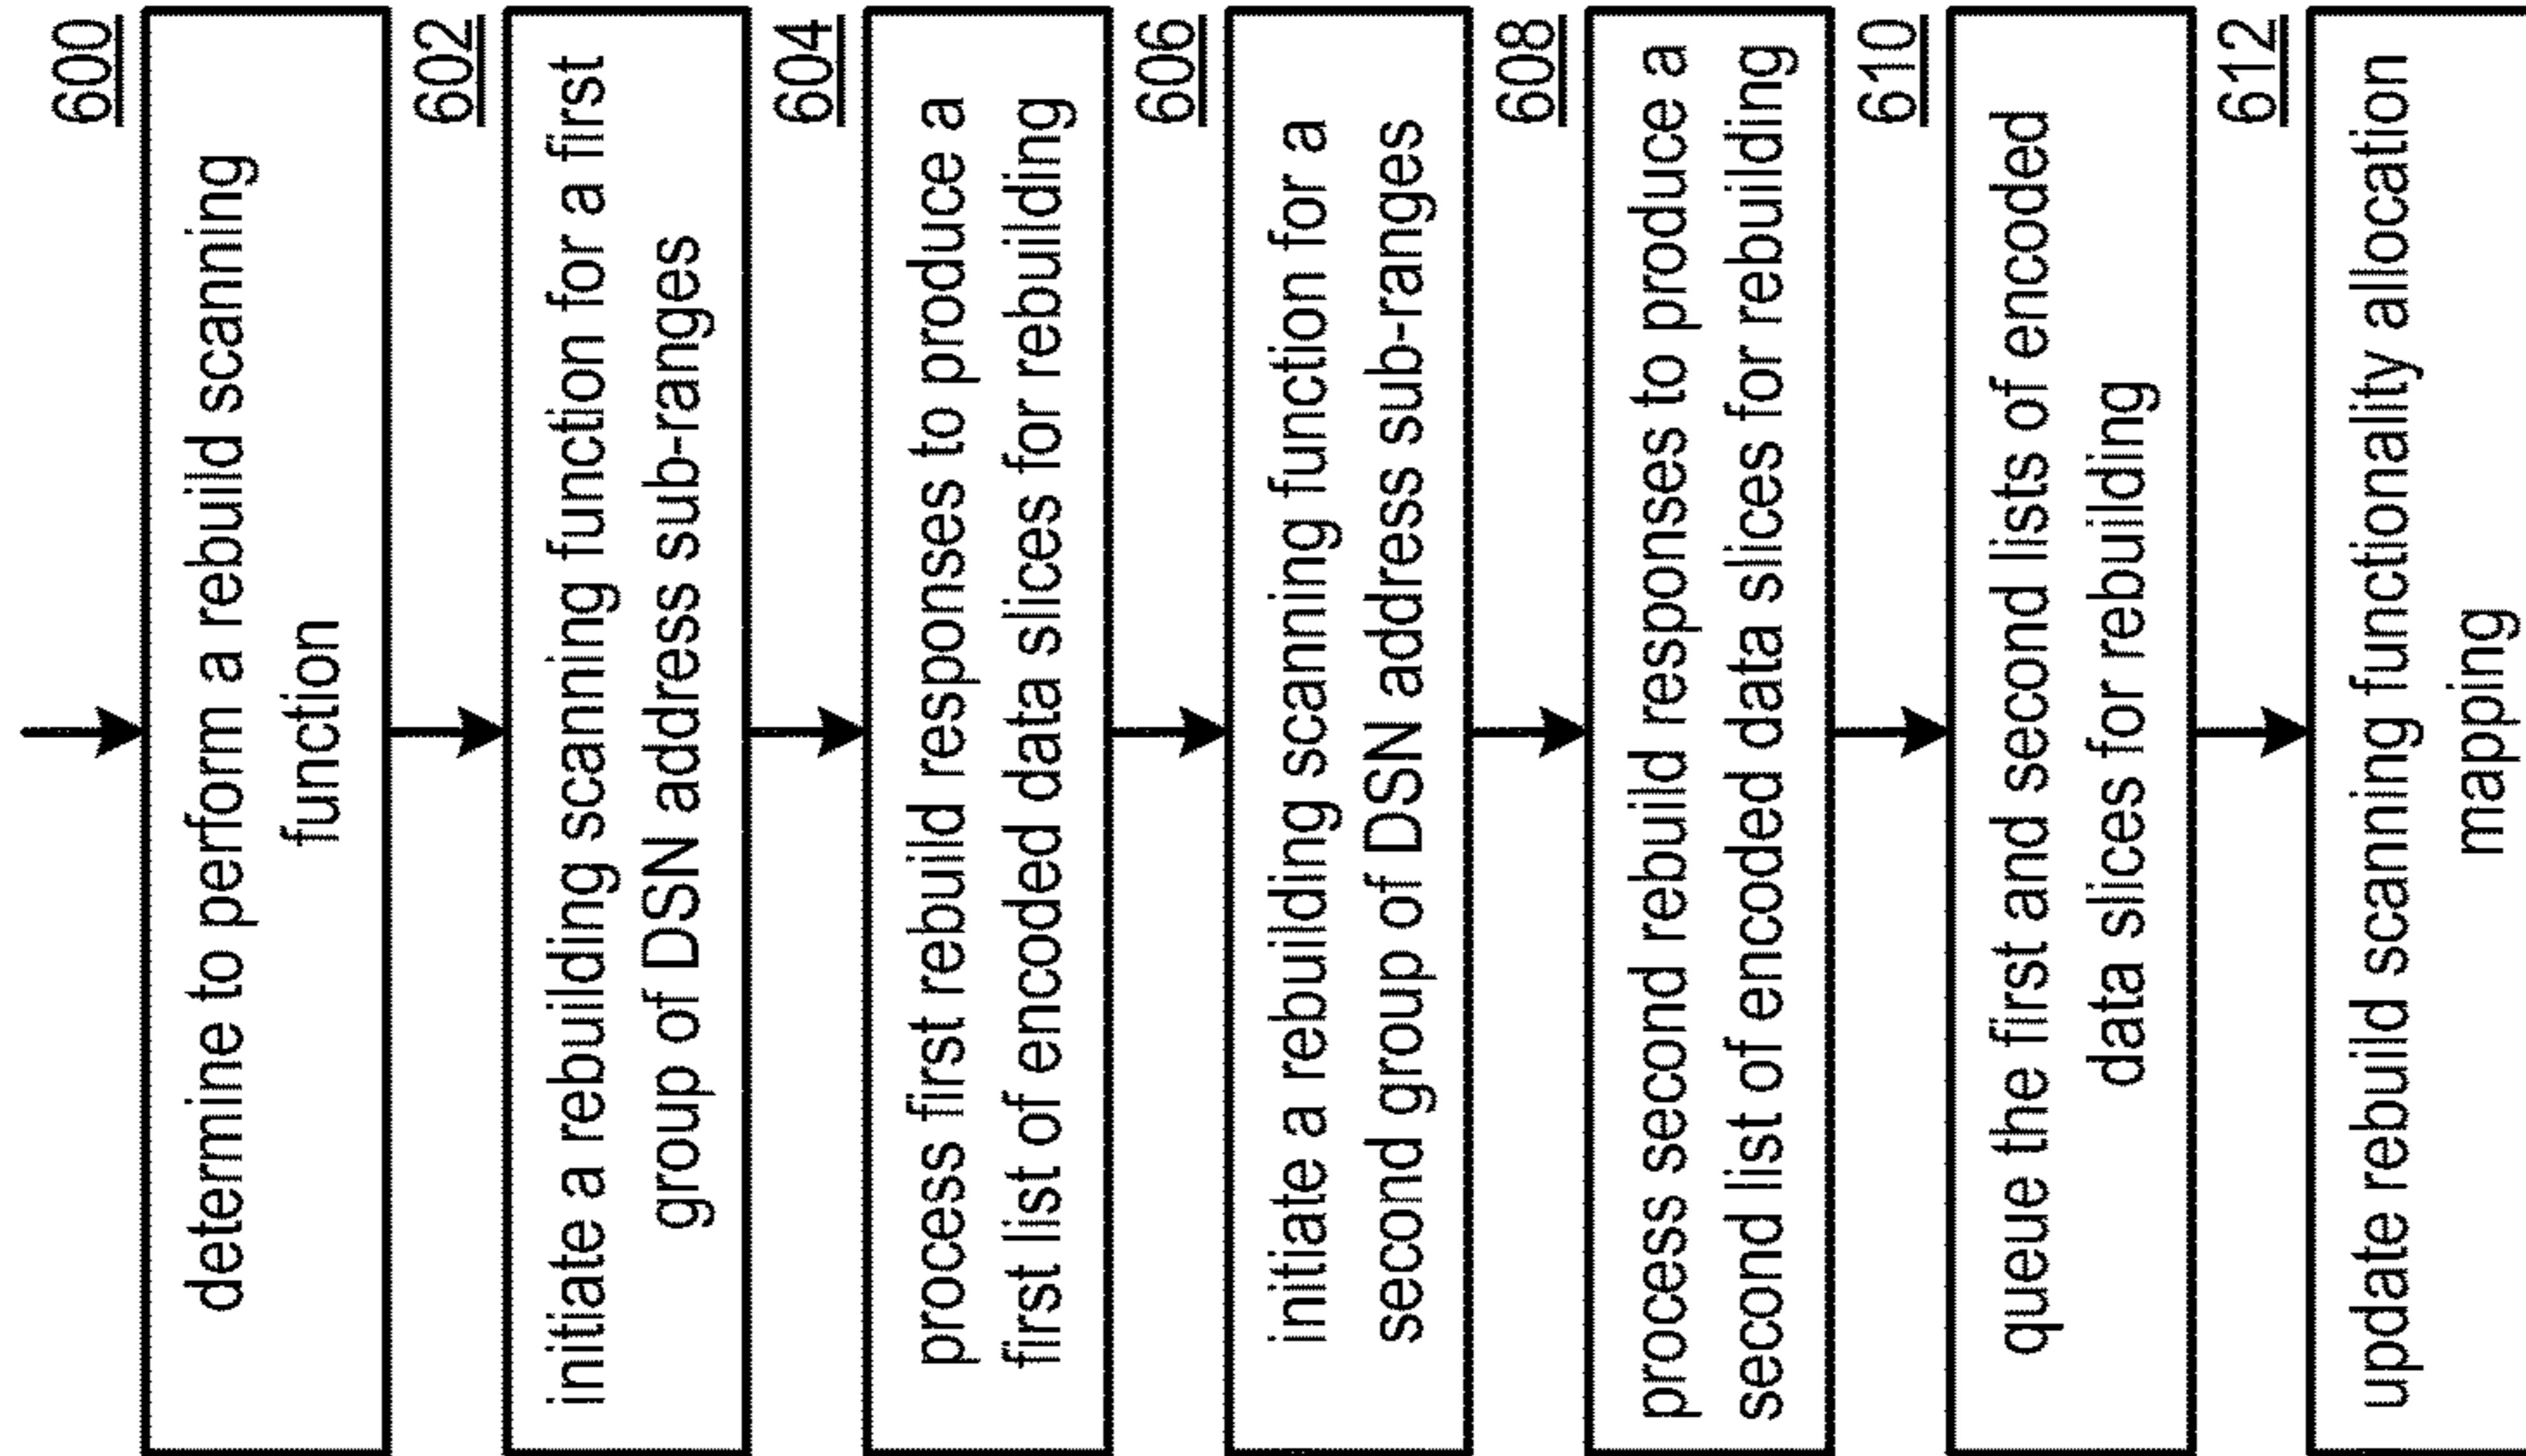 600
determine to perform a rebuild scanning
function
602
initiate a rebuilding scanning function for a first
group of DSN address sub-ranges
604
process first rebuild responses to produce a
first list of encoded data slices for rebuilding
606
initiate a rebuilding scanning function for a
second group of DSN address sub-ranges
608
process second rebuild responses to produce a
second list of encoded data slices for rebuilding
610
queue the first and second lists of encoded
data slices for rebuilding
612
update rebuild scanning functionality allocation
mapping